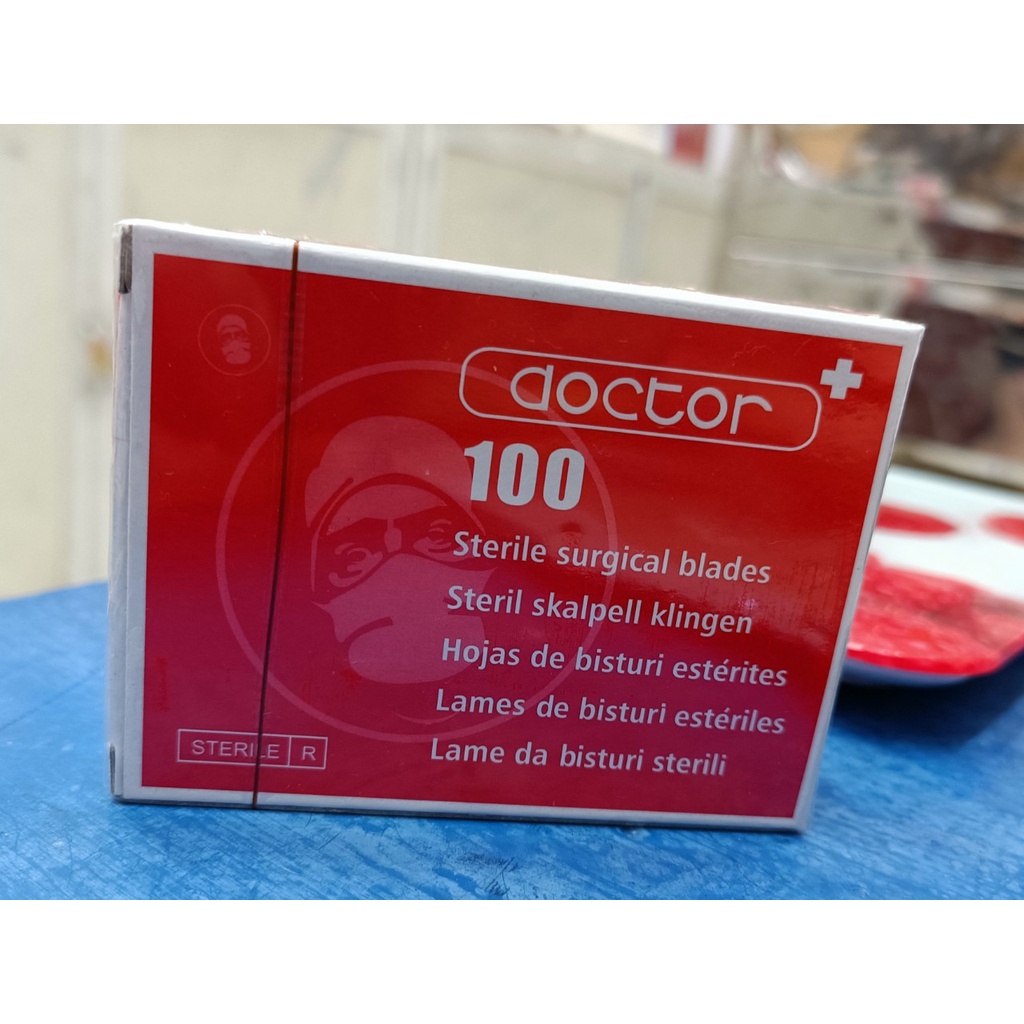 doctor
100
Sterile surgical blades
Steril skalpell klingen
Hojas de bisturi estérites
Lames de bisturi estériles
Lame da bisturi sterili
STERILE R